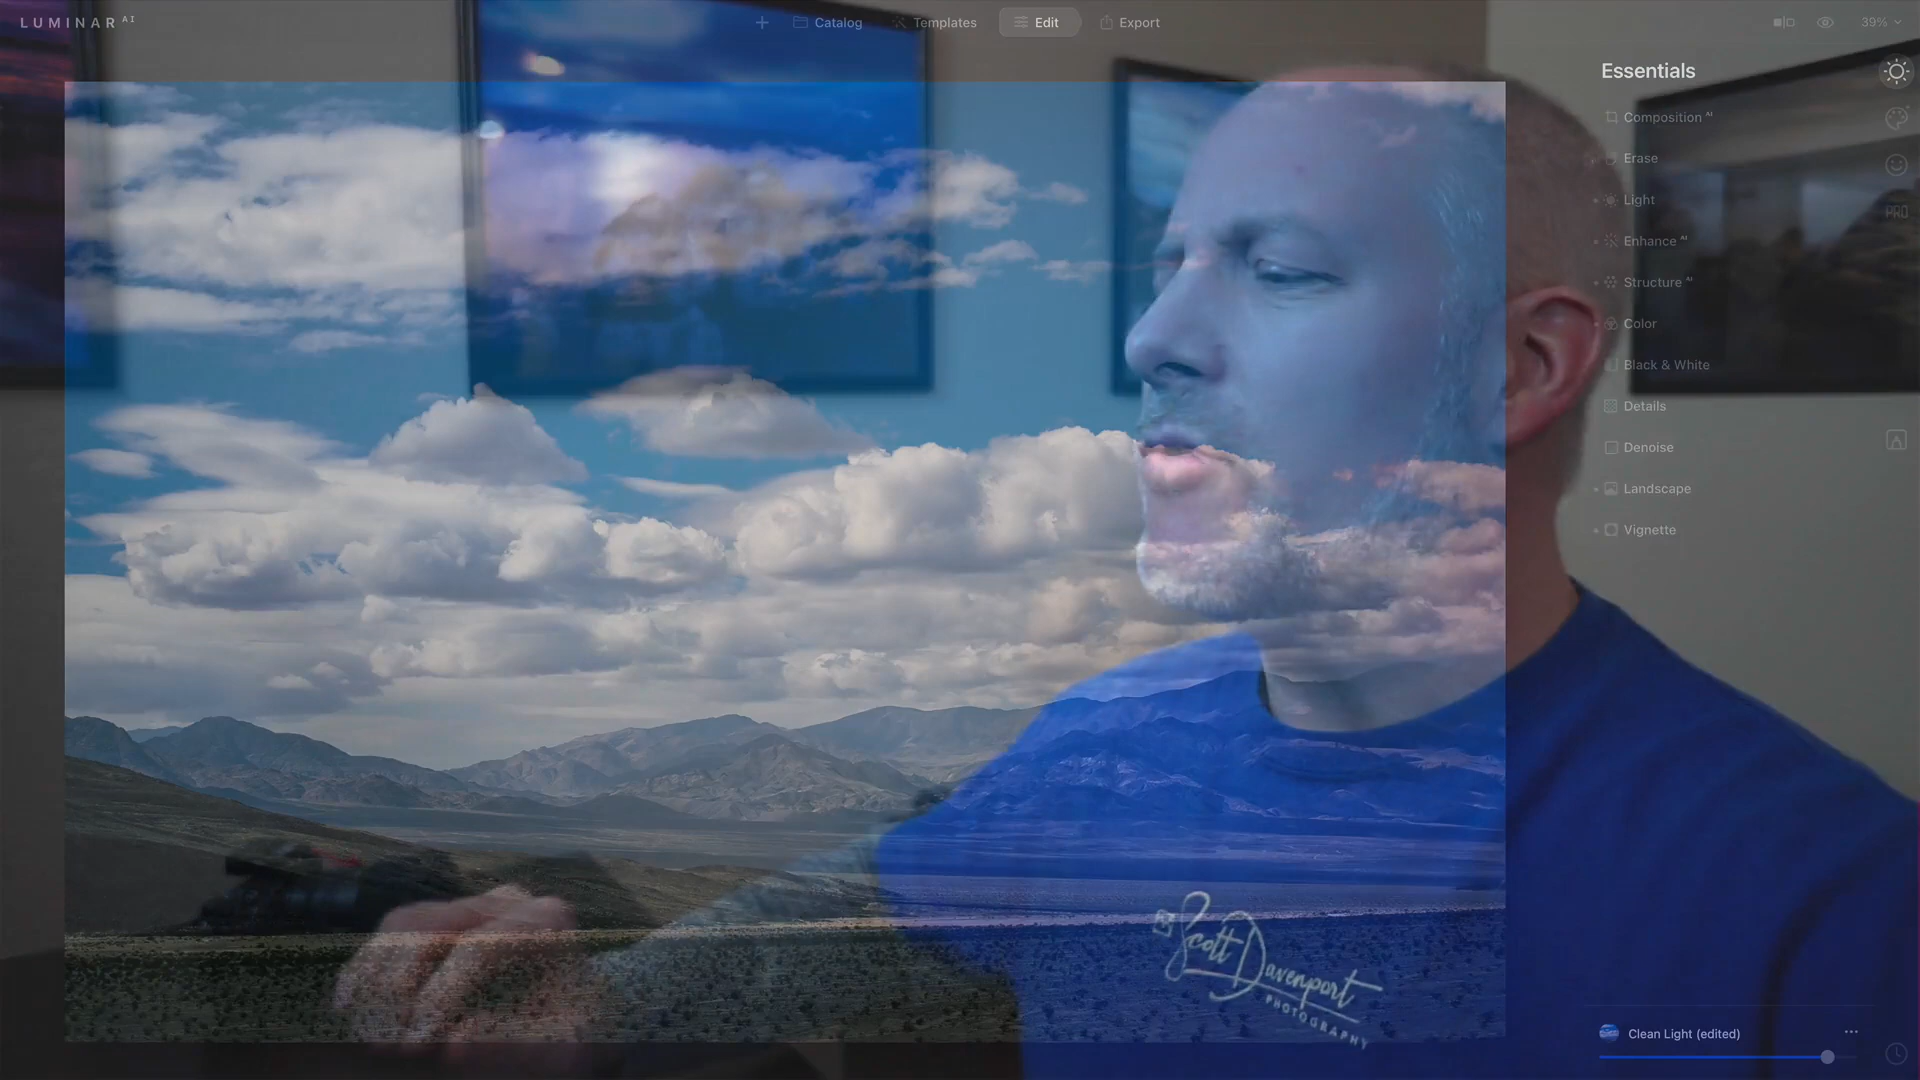 LUMINAR AI
Catalog
Templates
Edit
Export
39%
Essentials
Composition AI
Erase
Light
Enhance AI
Structure AI
Color
Black & White
Details
Denoise
Landscape
Vignette
PRO
Scott Davenport
PHOTOGRAPHY
Clean Light (edited)